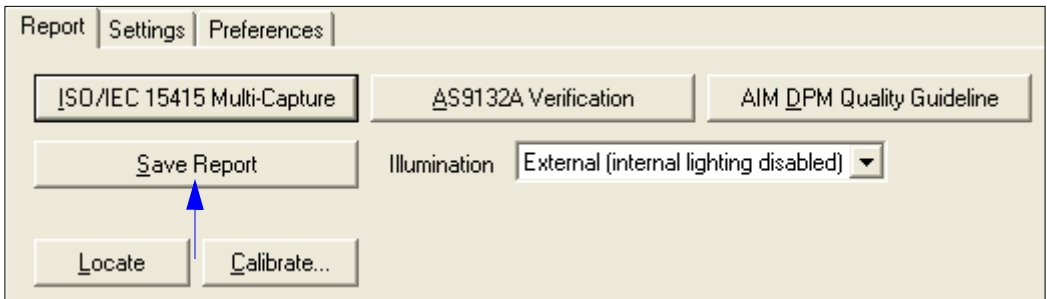 Report Settings Preferences
ISO/IEC 15415 Multi-Capture AS9132A Verification AIM DPM Quality Guideline
Save Report Illumination External (internal lighting disabled)
Locate Calibrate...